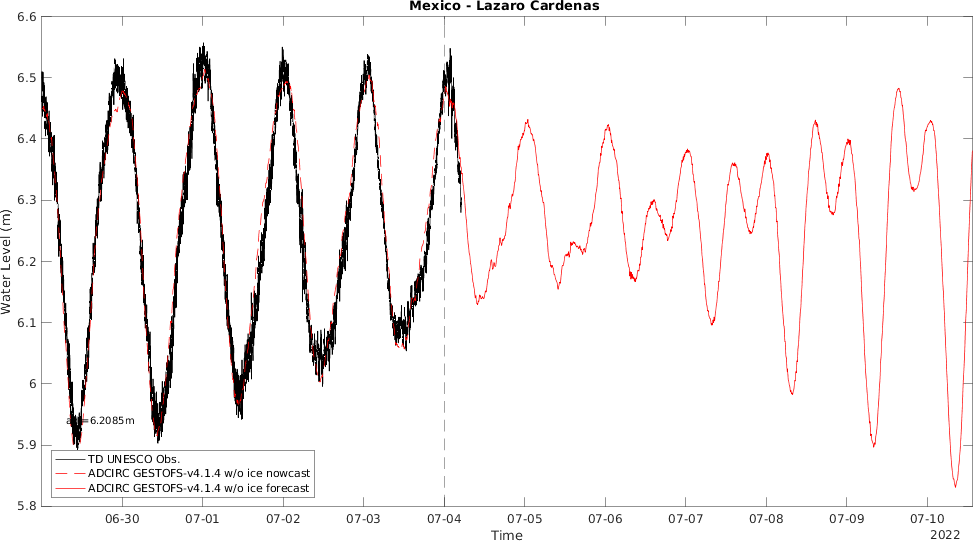 Mexico - Lazaro Cardenas
6.6
6.5
6.4
6.3
6.2
6.1
6
5.9
5.8
Water Level (m)
=6.2085m
TD UNESCO Obs.
ADCIRC GESTOFS-v4.1.4 w/o ice nowcast
ADCIRC GESTOFS-v4.1.4 w/o ice forecast
06-30 07-01 07-02 07-03 07-04 07-05 07-06 07-07 07-08 07-09 07-10
Time
2022